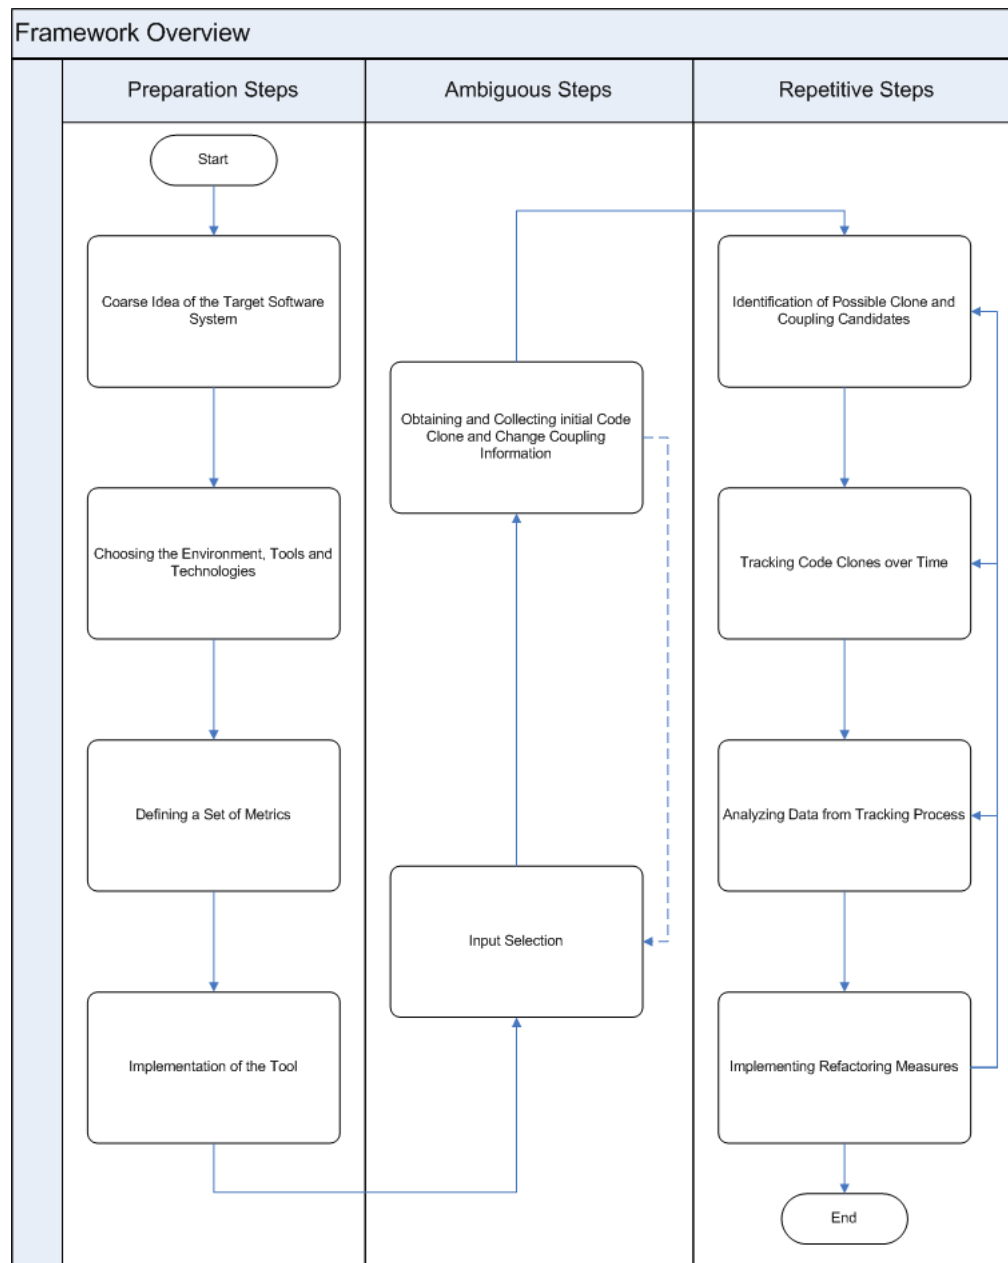 Framework Overview
Preparation Steps
Ambiguous Steps
Repetitive Steps
Start
Coarse Idea of the Target Software
System
Choosing the Environment, Tools and
Technologies
Defining a Set of Metrics
Implementation of the Tool
Obtaining and Collecting initial Code
Clone and Change Coupling
Information
Input Selection
Identification of Possible Clone and
Coupling Candidates
Tracking Code Clones over Time
Analyzing Data from Tracking Process
Implementing Refactoring Measures
End